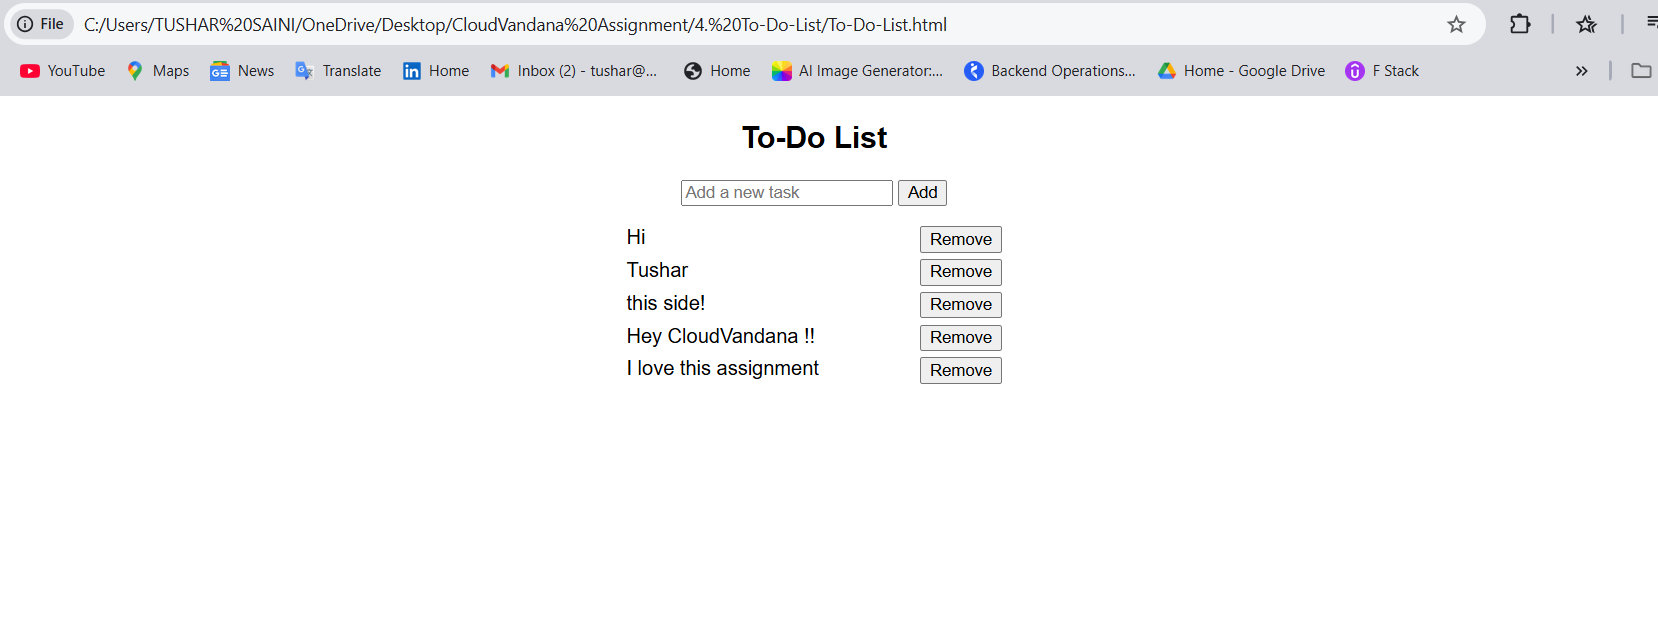 File C:/Users/TUSHAR%20SAINI/OneDrive/Desktop/CloudVandana%20Assignment/4.%20To-Do-List/To-Do-List.html
YouTube Maps GE News G Translate in Home Inbox (2) - tushar@... Home AI Image Generator:... Backend Operations... Home - Google Drive F Stack »
To-Do List
Add a new task Add
Hi Remove
Tushar Remove
this side! Remove
Hey CloudVandana !! Remove
I love this assignment Remove